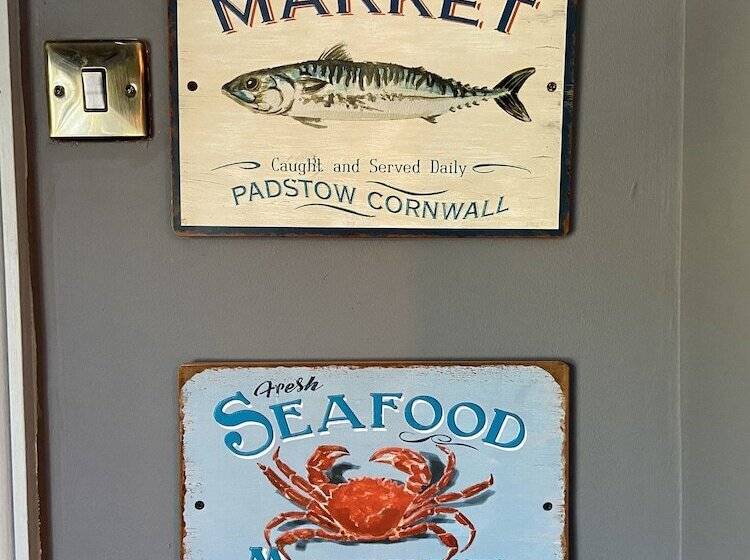 MARKET
Caught and Served Daily
PADSTOW CORNWALL
Fresh
SEAFOOD